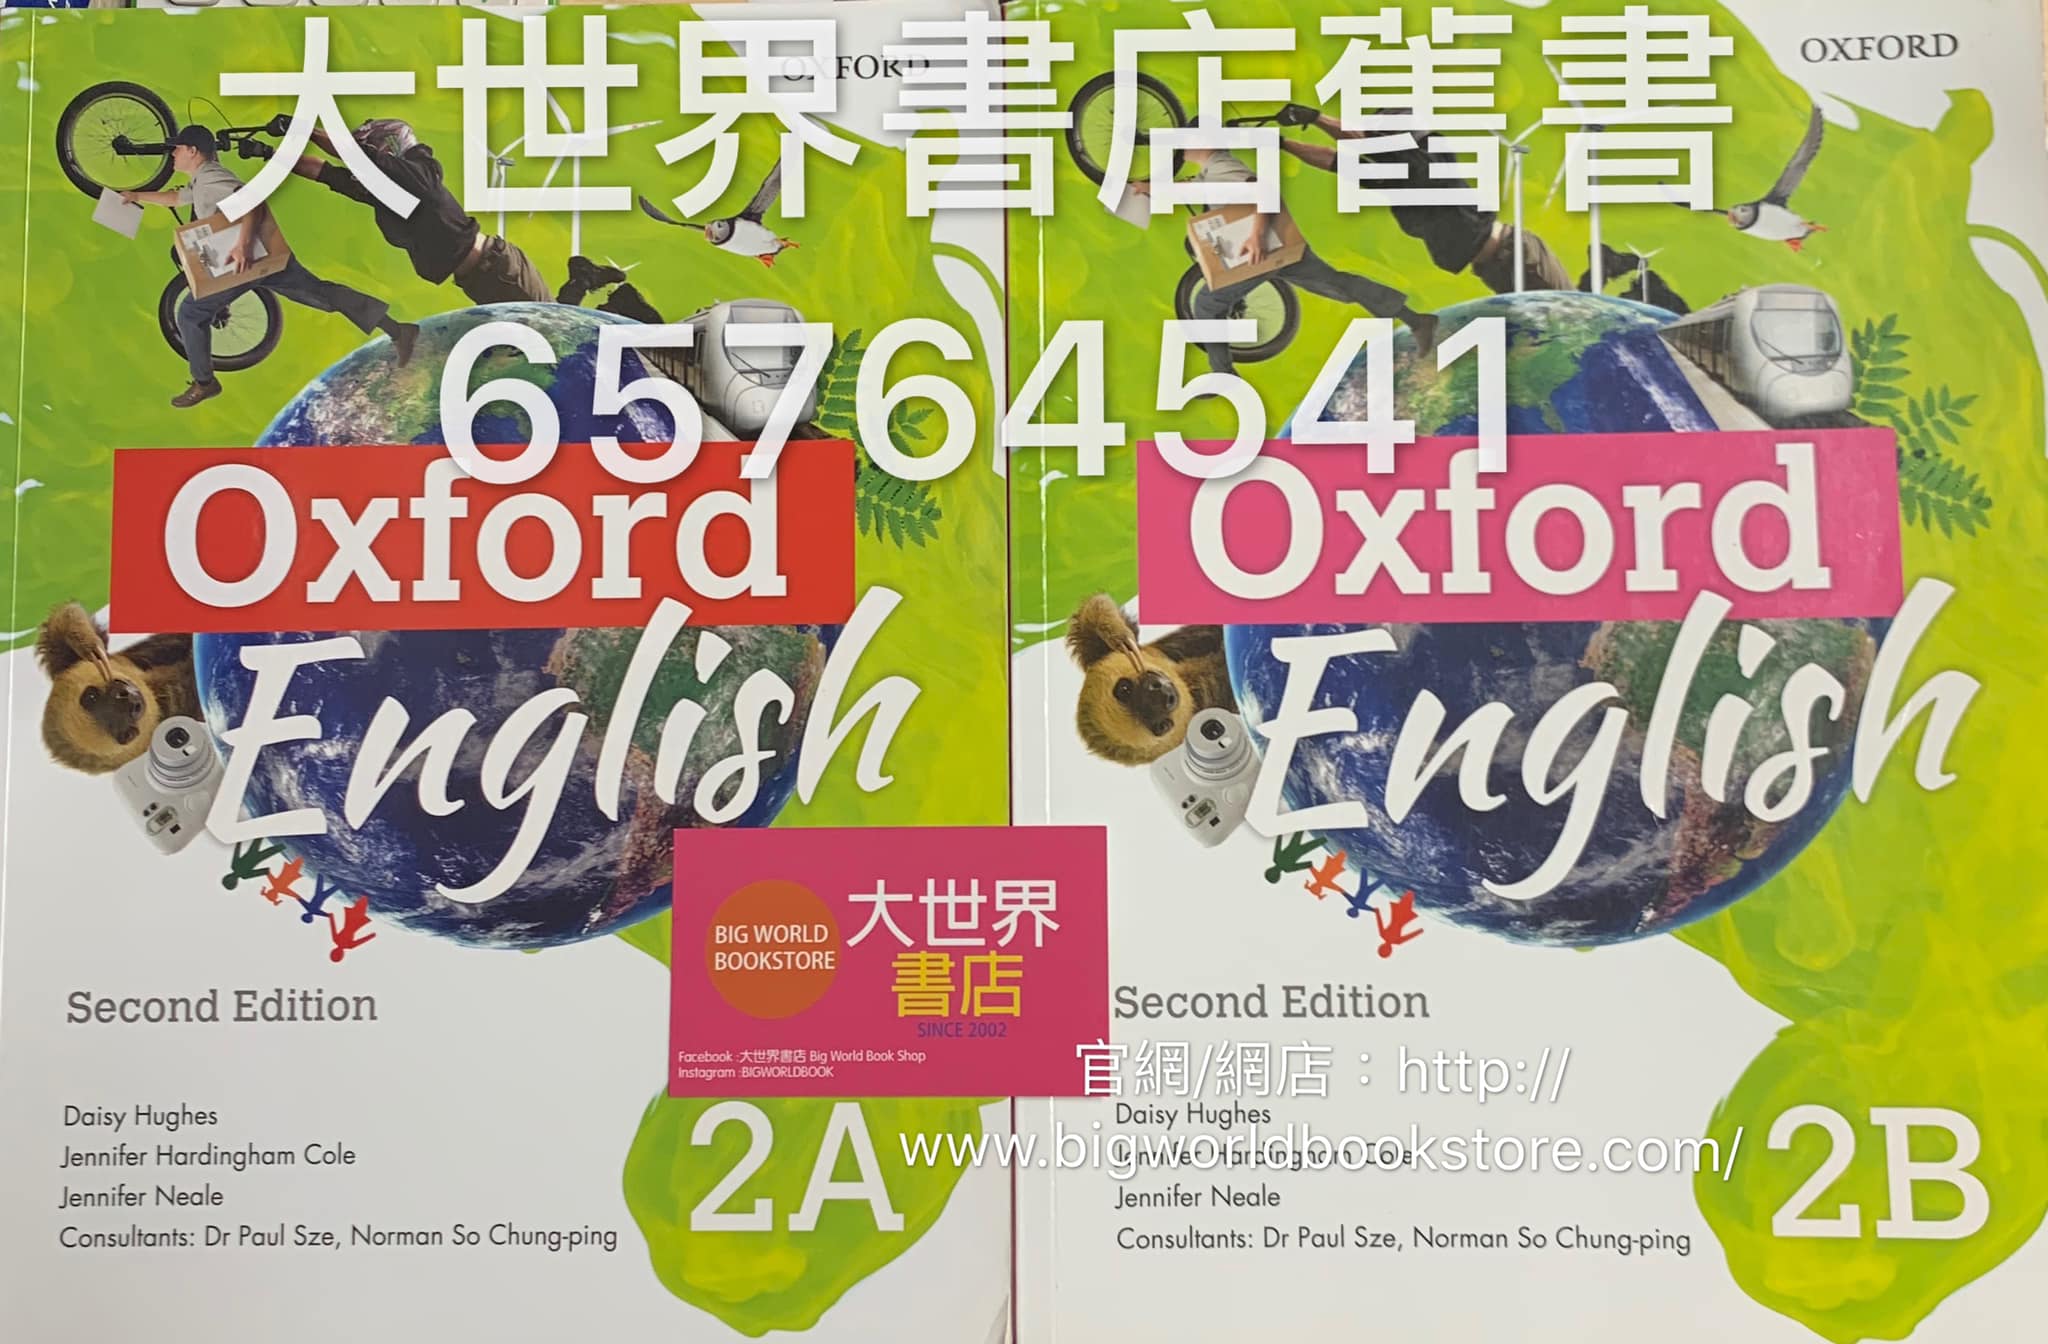 大世界書店舊書
65764541
OXFORD
Oxford
English
Second Edition
Daisy Hughes
Jennifer Hardingham Cole
Jennifer Neale
Consultants: Dr Paul Sze, Norman So Chung-ping
2A
BIG WORLD
BOOKSTORE
大世界
書店
SINCE 2002
Facebook :大世界書店 Big World Book Shop
Instagram :BIGWORLDBOOK
OXFORD
Oxford
English
Second Edition
官網/網店：http://
www.bigworldbookstore.com/
Daisy Hughes
Jennifer Hardingham Cole
Jennifer Neale
Consultants: Dr Paul Sze, Norman So Chung-ping
2B